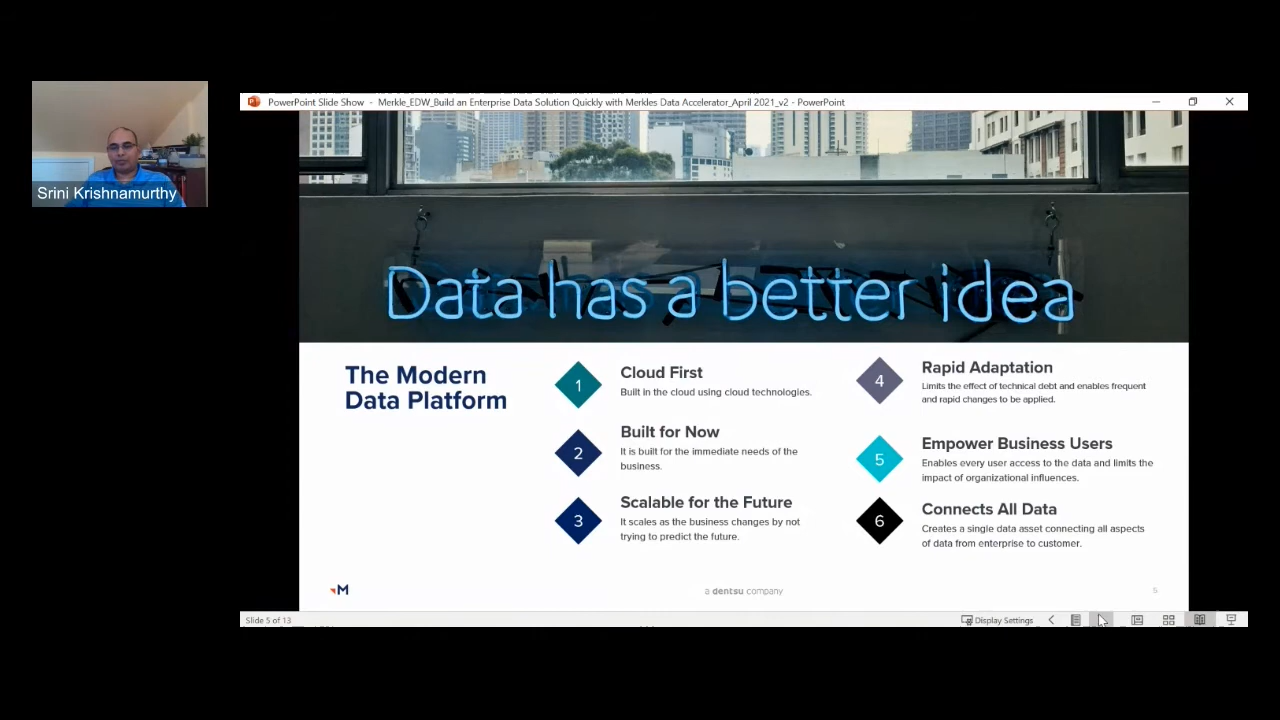 Srini Krishnamurthy
PowerPoint Slide Show - Merkle_EDW_Build an Enterprise Data Solution Quickly with Merkles Data Accelerator_April 2021_v2 - PowerPoint
Data has a better idea
The Modern
Data Platform
1
Cloud First
Built in the cloud using cloud technologies.
2
Built for Now
It is built for the immediate needs of the
business.
3
Scalable for the Future
It scales as the business changes by not
trying to predict the future.
4
Rapid Adaptation
Limits the effect of technical debt and enables frequent
and rapid changes to be applied.
5
Empower Business Users
Enables every user access to the data and limits the
impact of organizational influences.
6
Connects All Data
Creates a single data asset connecting all aspects
of data from enterprise to customer.
M
a dentsu company
5
Slide 5 of 13
Display Settings